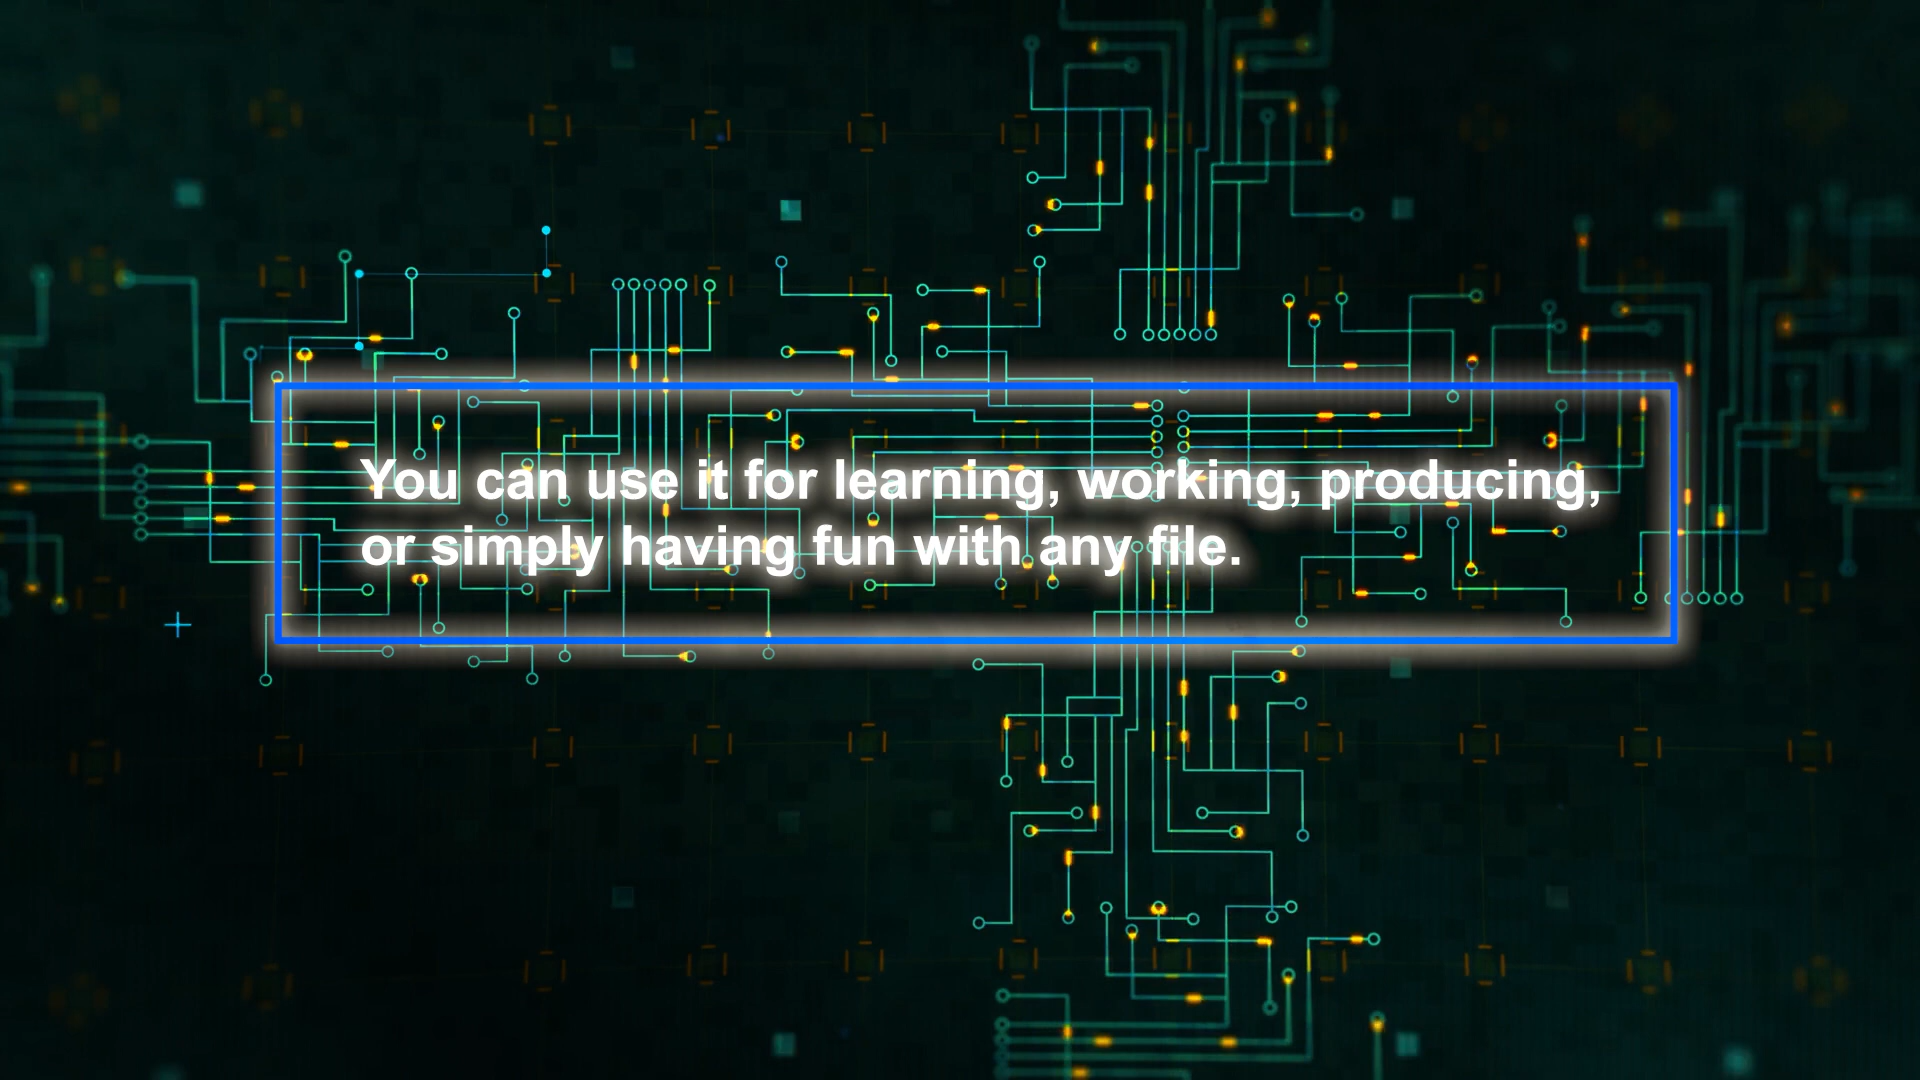 You can use it for learning, working, producing,
or simply having fun with any file.